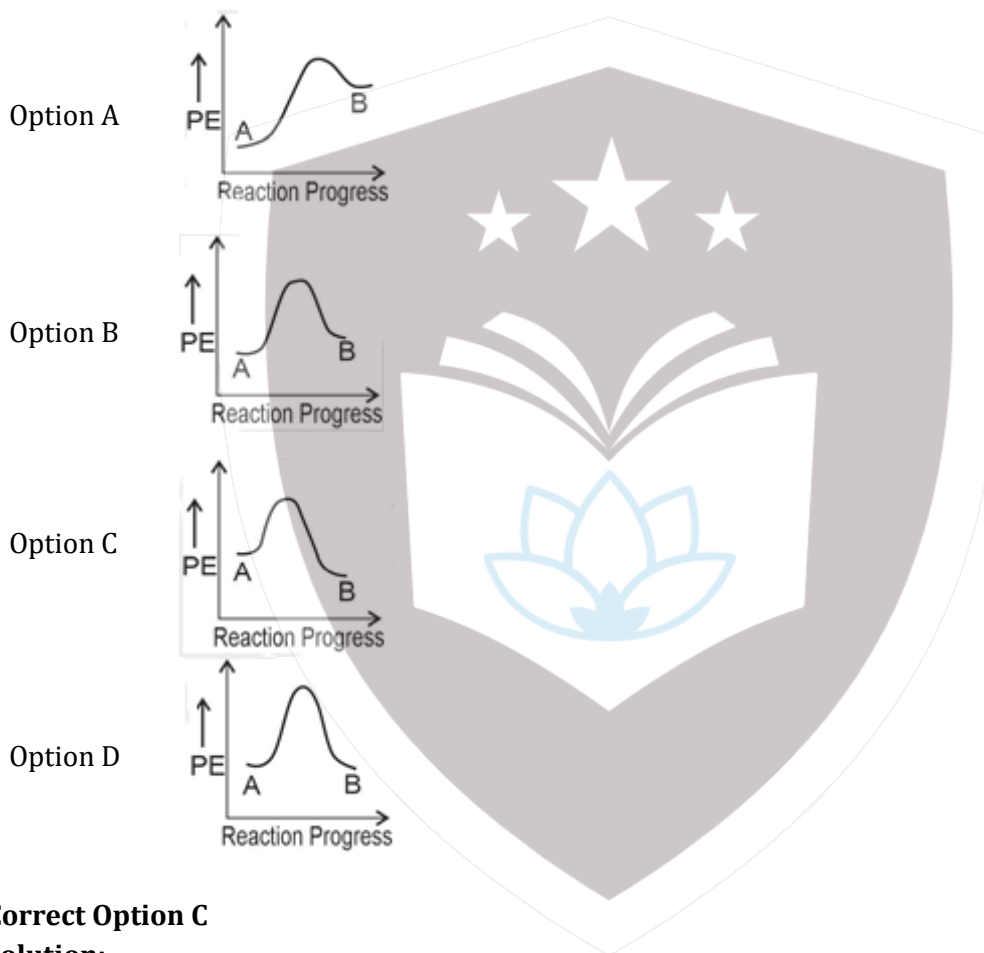 Option A
PE
A
B
Reaction Progress
Option B
PE
A
B
Reaction Progress
Option C
PE
A
B
Reaction Progress
Option D
PE
A
B
Reaction Progress
Correct Option C